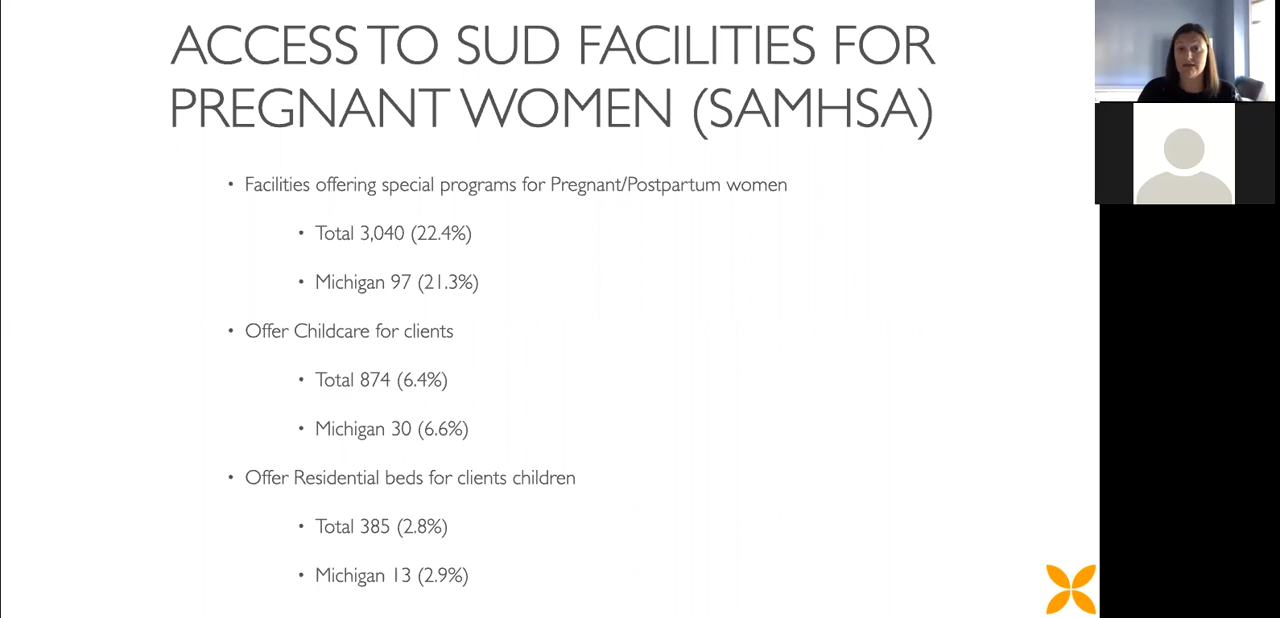 ACCESS TO SUD FACILITIES FOR
PREGNANT WOMEN (SAMHSA)
• Facilities offering special programs for Pregnant/Postpartum women
• Total 3,040 (22.4%)
• Michigan 97 (21.3%)
• Offer Childcare for clients
• Total 874 (6.4%)
• Michigan 30 (6.6%)
• Offer Residential beds for clients children
• Total 385 (2.8%)
• Michigan 13 (2.9%)